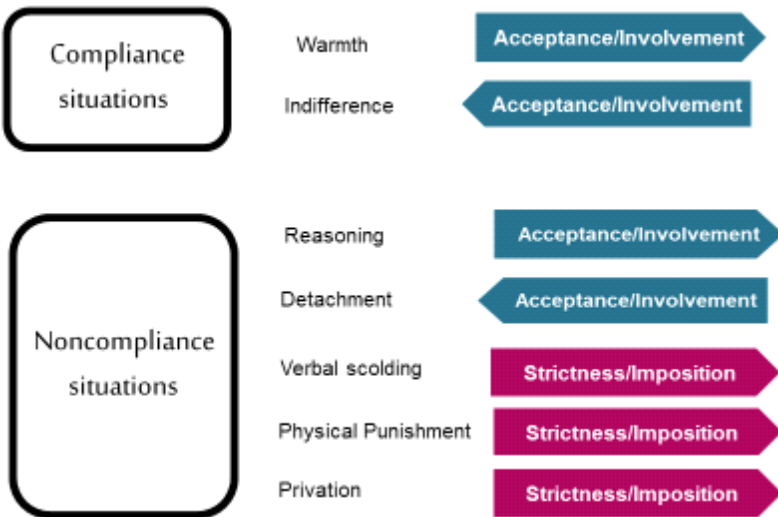 Compliance
situations
Warmth
Acceptance/Involvement
Indifference
Acceptance/Involvement
Noncompliance
situations
Reasoning
Acceptance/Involvement
Detachment
Acceptance/Involvement
Verbal scolding
Strictness/Imposition
Physical Punishment
Strictness/Imposition
Privation
Strictness/Imposition